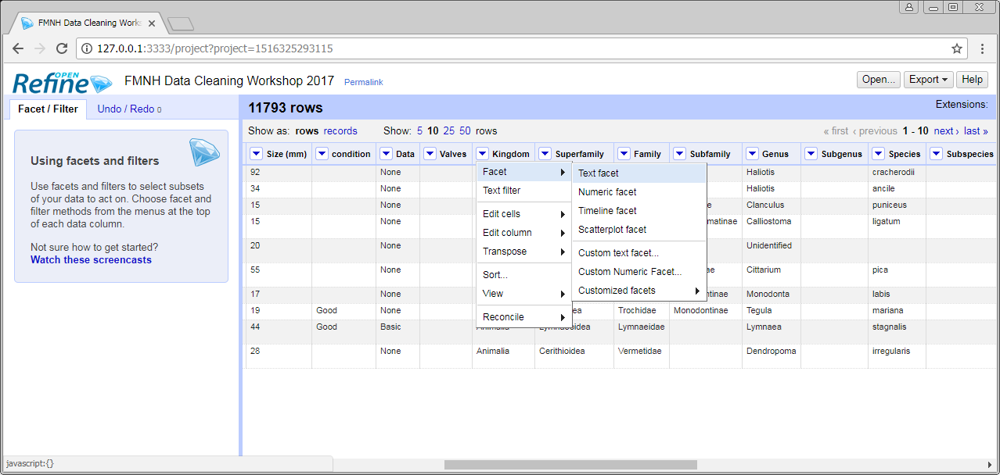 FMNH Data Cleaning Work
127.0.0.1:3333/project?project=1516325293115
OPEN Refine FMNH Data Cleaning Workshop 2017 Permalink Open... Export Help
Facet / Filter Undo / Redo 0
11793 rows Extensions:
Show as: rows records Show: 5 10 25 50 rows « first ‹ previous 1 - 10 next › last »
Using facets and filters
Use facets and filters to select subsets
of your data to act on. Choose facet and
filter methods from the menus at the top
of each data column.
Not sure how to get started?
Watch these screencasts
Size (mm) condition Data Valves Kingdom Superfamily Family Subfamily Genus Subgenus Species Subspecies
92 None Haliotis cracherodii
34 None Haliotis ancile
15 None e Clanculus puniceus
15 None matinae Calliostoma ligatum
20 None Unidentified
55 None ae Cittarium pica
17 None ntinae Monodonta labis
19 Good None ea Trochidae Monodontinae Tegula mariana
44 Good Basic Animalia Lymnaeoidea Lymnaeidae Lymnaea stagnalis
28 None Animalia Cerithioidea Vermetidae Dendropoma irregularis
Facet
Text filter
Edit cells
Edit column
Transpose
Sort...
View
Reconcile
Text facet
Numeric facet
Timeline facet
Scatterplot facet
Custom text facet...
Custom Numeric Facet...
Customized facets
javascript:{}